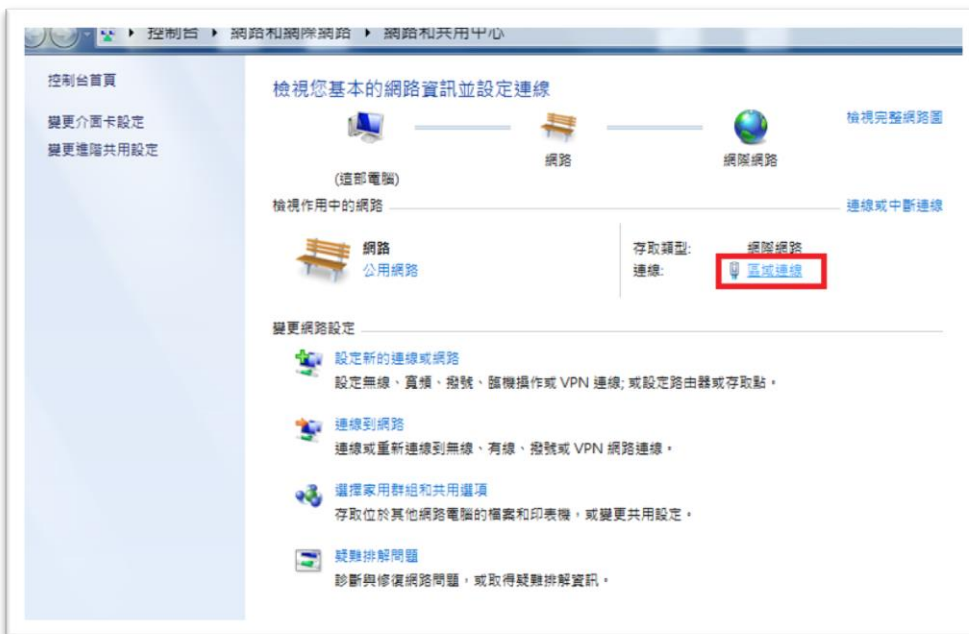 控制台 ▸ 網路和網際網路 ▸ 網路和共用中心
控制台首頁
變更介面卡設定
變更進階共用設定
檢視您基本的網路資訊並設定連線
檢視完整網路圖
(這部電腦)
網路
網際網路
檢視作用中的網路
連線或中斷連線
網路
公用網路
存取類型: 網際網路
連線: 區域連線
變更網路設定
設定新的連線或網路
設定無線、寬頻、撥號、臨機操作或 VPN 連線; 或設定路由器或存取點。
連線到網路
連線或重新連線到無線、有線、撥號或 VPN 網路連線。
選擇家用群組和共用選項
存取位於其他網路電腦的檔案和印表機，或變更共用設定。
疑難排解問題
診斷與修復網路問題，或取得疑難排解資訊。